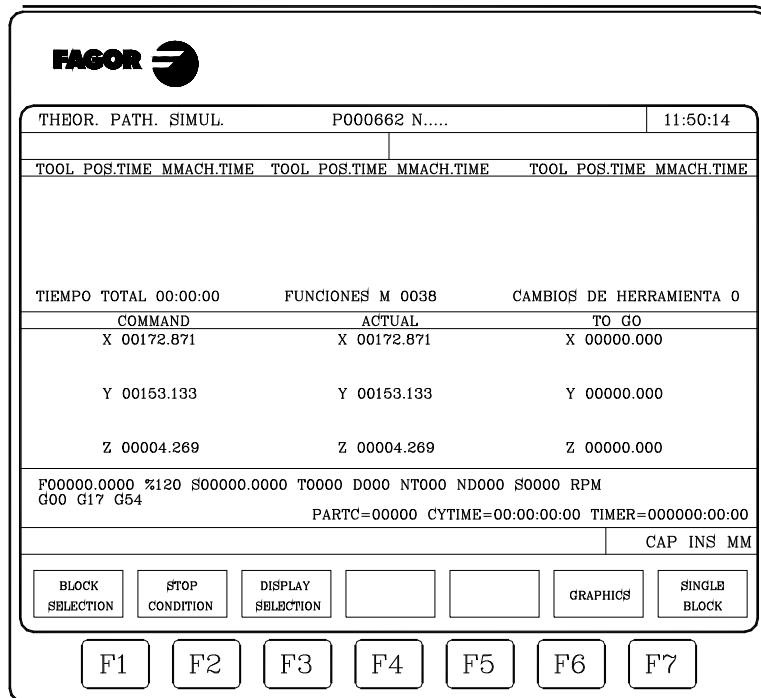 FAGOR
THEOR. PATH. SIMUL. P000662 N..... 11:50:14
TOOL POS.TIME MMACH.TIME TOOL POS.TIME MMACH.TIME TOOL POS.TIME MMACH.TIME
TIEMPO TOTAL 00:00:00 FUNCIONES M 0038 CAMBIOS DE HERRAMIENTA 0
COMMAND ACTUAL TO GO
X 00172.871 X 00172.871 X 00000.000
Y 00153.133 Y 00153.133 Y 00000.000
Z 00004.269 Z 00004.269 Z 00000.000
F00000.0000 %120 S00000.0000 T0000 D000 NT000 ND000 S0000 RPM
G00 G17 G54
PARTC=00000 CYTIME=00:00:00:00 TIMER=000000:00:00
CAP INS MM
BLOCK SELECTION STOP CONDITION DISPLAY SELECTION GRAPHICS SINGLE BLOCK
F1 F2 F3 F4 F5 F6 F7